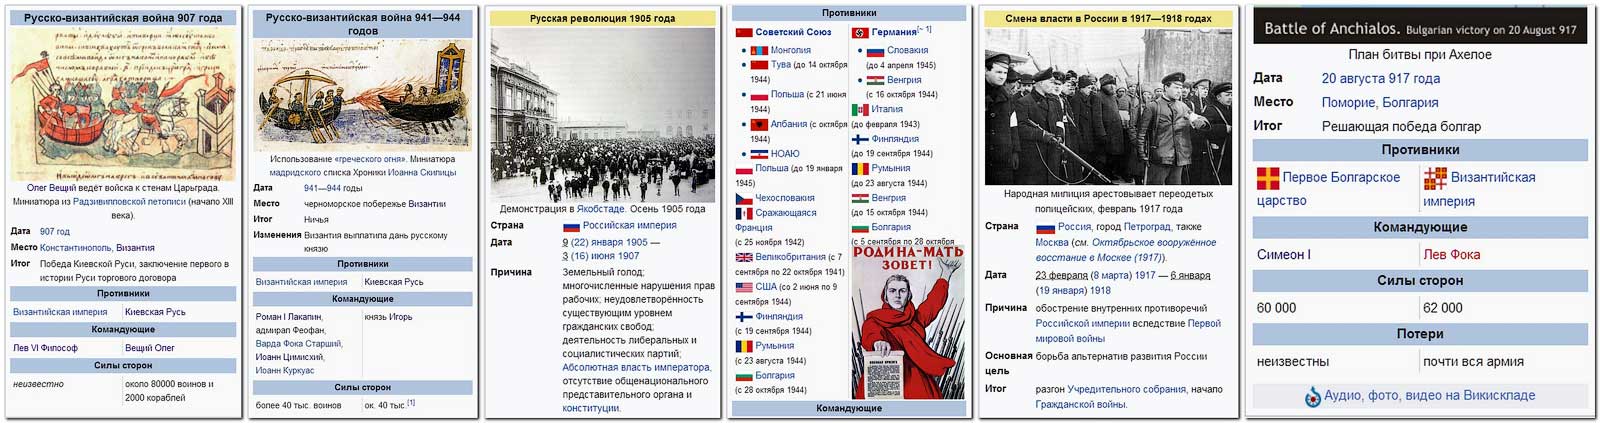 Русско-византийская война 907 года
Олег Вещий ведёт войска к стенам Царьграда.
Миниатюра из Радзивилловской летописи (начало XIII
века).
Дата 907 год
Место Константинополь, Византия
Итог Победа Киевской Руси, заключение первого в
истории Руси торгового договора
Противники
Византийская империя Киевская Русь
Командующие
Лев VI Философ Вещий Олег
Силы сторон
неизвестно около 80000 воинов и
2000 кораблей
Русско-византийская война 941—944
годов
Использование «греческого огня». Миниатюра
мадридского списка Хроники Иоанна Скилицы
Дата 941—944 годы
Место черноморское побережье Византии
Итог Ничья
Изменения Византия выплатила дань русскому
князю
Противники
Византийская империя Киевская Русь
Командующие
Роман I Лакапин, князь Игорь
адмирал Феофан,
Варда Фока Старший,
Иоанн Цимисхий,
Иоанн Куркуас
Силы сторон
более 40 тыс. воинов ок. 40 тыс.[1]
Русская революция 1905 года
Демонстрация в Якобстаде. Осень 1905 года
Страна Российская империя
Дата 9 (22) января 1905 —
3 (16) июня 1907
Причина Земельный голод;
многочисленные нарушения прав
рабочих; неудовлетворённость
существующим уровнем
гражданских свобод;
деятельность либеральных и
социалистических партий;
Абсолютная власть императора,
отсутствие общенационального
представительного органа и
конституции.
Противники
Советский Союз
Монголия
Тува (до 14 октября
1944)
Польша (с 21 июня
1944)
Албания (с октября
1944)
НОАЮ
Польша (до 19 января
1945)
Чехословакия
Сражающаяся
Франция
(с 25 ноября 1942)
Великобритания (с 7
сентября по 22 октября 1941)
США (со 2 июня по 9
сентября 1944)
Финляндия
(с 19 сентября 1944)
Румыния
(с 23 августа 1944)
Болгария
(с 28 октября 1944)
Германия[~ 1]
Словакия
(до 4 апреля 1945)
Венгрия
(с 16 октября 1944)
Италия
(до февраля 1943)
Финляндия
(до 19 сентября 1944)
Румыния
(до 23 августа 1944)
Венгрия
(до 15 октября 1944)
Болгария
(с 5 сентября по 28 октября
РОДИНА-МАТЬ
ЗОВЕТ!
Командующие
Смена власти в России в 1917—1918 годах
Народная милиция арестовывает переодетых
полицейских, февраль 1917 года
Страна Россия, город Петроград, также
Москва (см. Октябрьское вооружённое
восстание в Москве (1917)).
Дата 23 февраля (8 марта) 1917 — 6 января
(19 января) 1918
Причина обострение внутренних противоречий
Российской империи вследствие Первой
мировой войны
Основная борьба альтернатив развития России
цель
Итог разгон Учредительного собрания, начало
Гражданской войны.
Battle of Anchialos. Bulgarian victory on 20 August 917
План битвы при Ахелое
Дата 20 августа 917 года
Место Поморие, Болгария
Итог Решающая победа болгар
Противники
Первое Болгарское Византийская
царство империя
Командующие
Симеон I Лев Фока
Силы сторон
60 000 62 000
Потери
неизвестны почти вся армия
Аудио, фото, видео на Викискладе